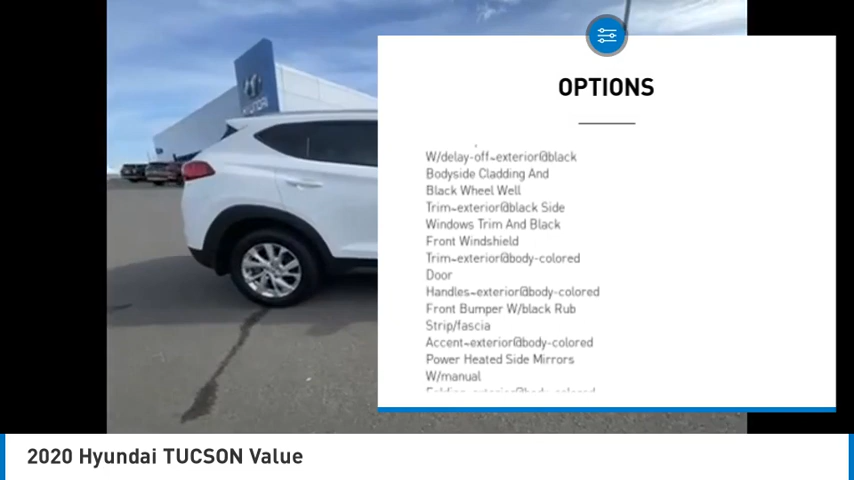 HYUNDAI
OPTIONS
W/delay-off~exterior@black
Bodyside Cladding And
Black Wheel Well
Trim~exterior@black Side
Windows Trim And Black
Front Windshield
Trim~exterior@body-colored
Door
Handles~exterior@body-colored
Front Bumper W/black Rub
Strip/fascia
Accent~exterior@body-colored
Power Heated Side Mirrors
W/manual
2020 Hyundai TUCSON Value